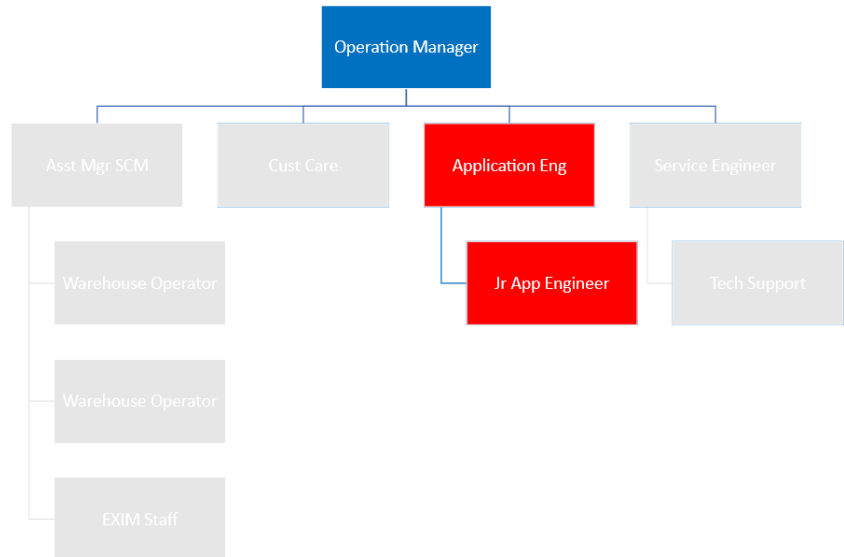 Operation Manager
Asst Mgr SCM
Cust Care
Application Eng
Service Engineer
Warehouse Operator
Jr App Engineer
Tech Support
Warehouse Operator
EXIM Staff